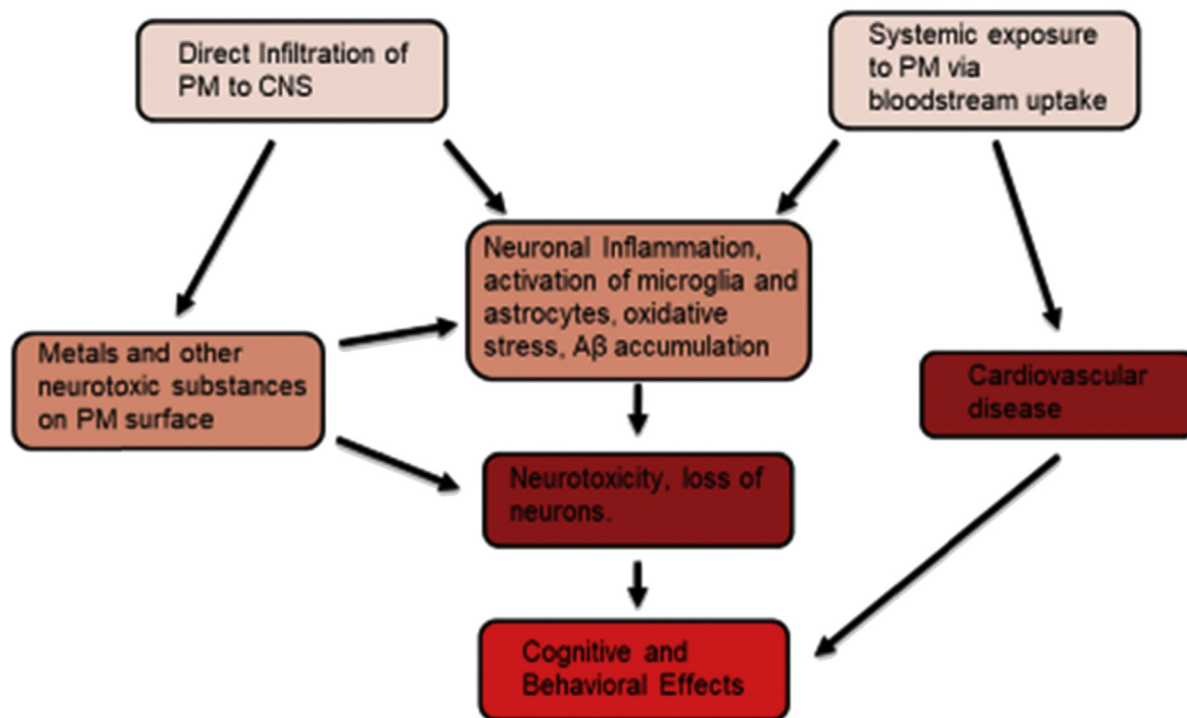 Direct Infiltration of
PM to CNS
Systemic exposure
to PM via
bloodstream uptake
Neuronal Inflammation,
activation of microglia and
astrocytes, oxidative
stress, Aβ accumulation
Metals and other
neurotoxic substances
on PM surface
Cardiovascular
disease
Neurotoxicity, loss of
neurons.
Cognitive and
Behavioral Effects